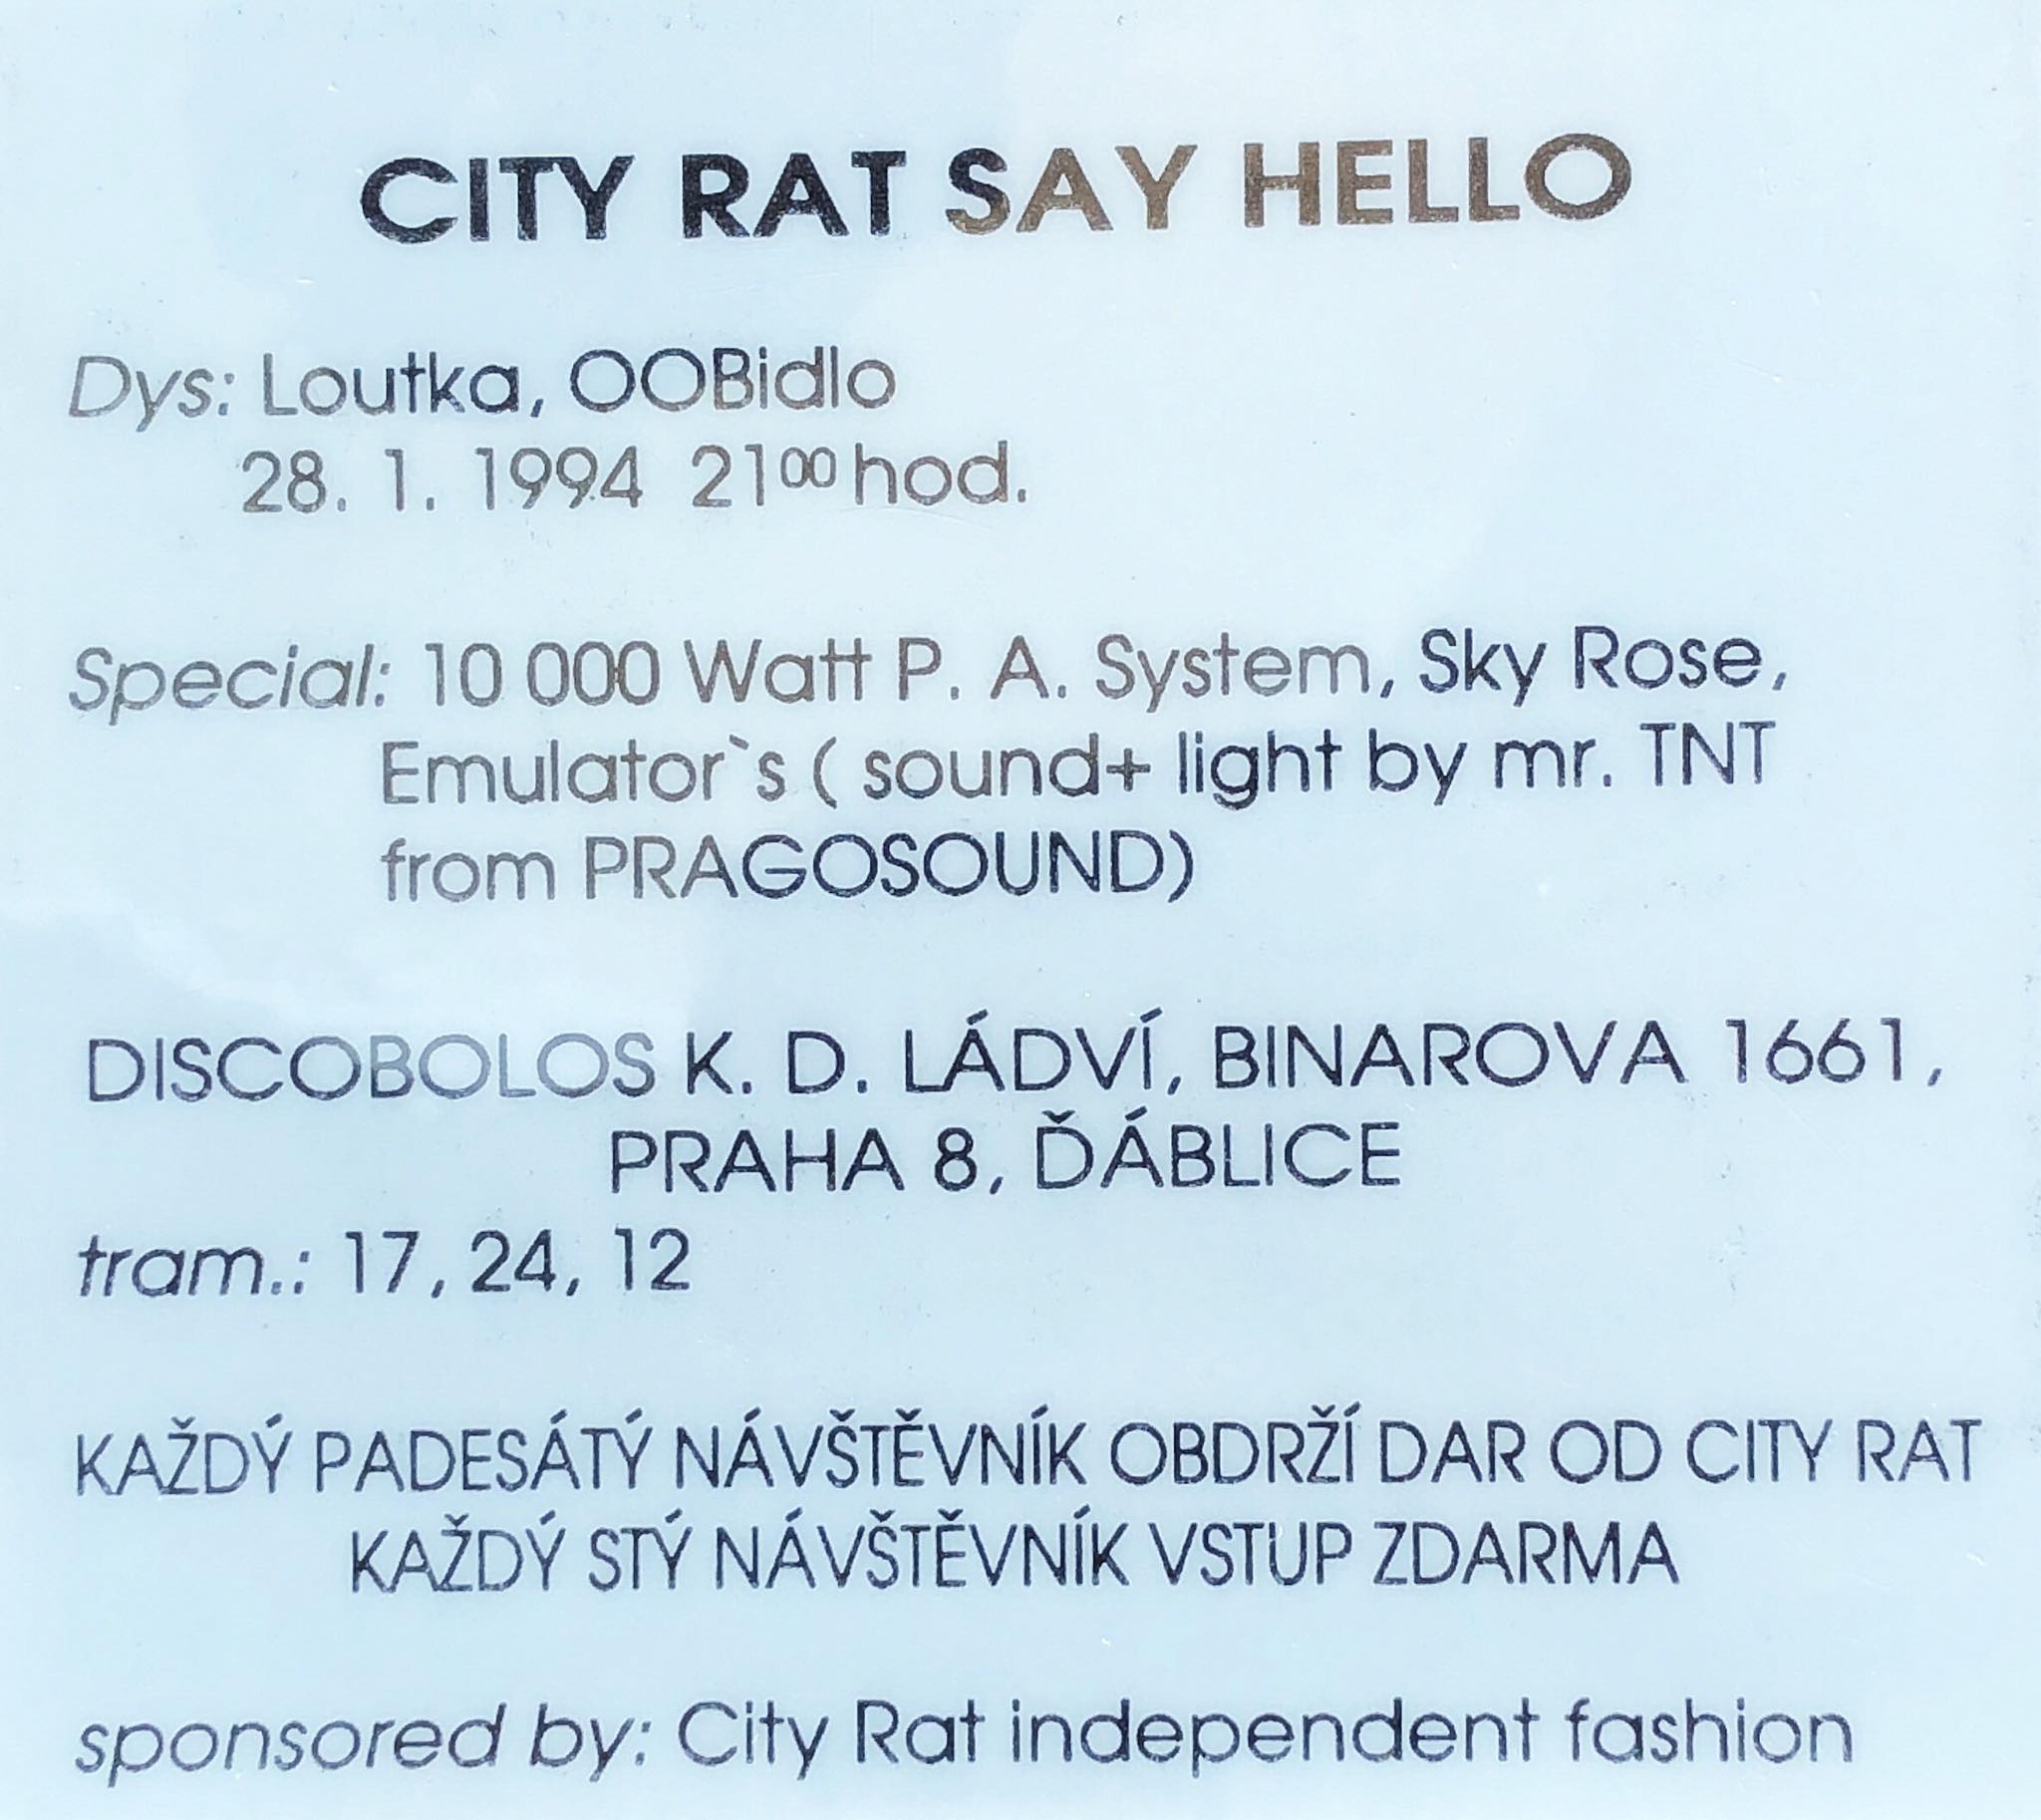 CITY RAT SAY HELLO
Dys: Loutka, OOBidlo
28. 1. 1994 21⁰⁰ hod.
Special: 10 000 Watt P. A. System, Sky Rose,
Emulator`s ( sound+ light by mr. TNT
from PRAGOSOUND)
DISCOBOLOS K. D. LÁDVÍ, BINAROVA 1661,
PRAHA 8, ĎÁBLICE
tram.: 17, 24, 12
KAŽDÝ PADESÁTÝ NÁVŠTĚVNÍK OBDRŽÍ DAR OD CITY RAT
KAŽDÝ STÝ NÁVŠTĚVNÍK VSTUP ZDARMA
sponsored by: City Rat independent fashion